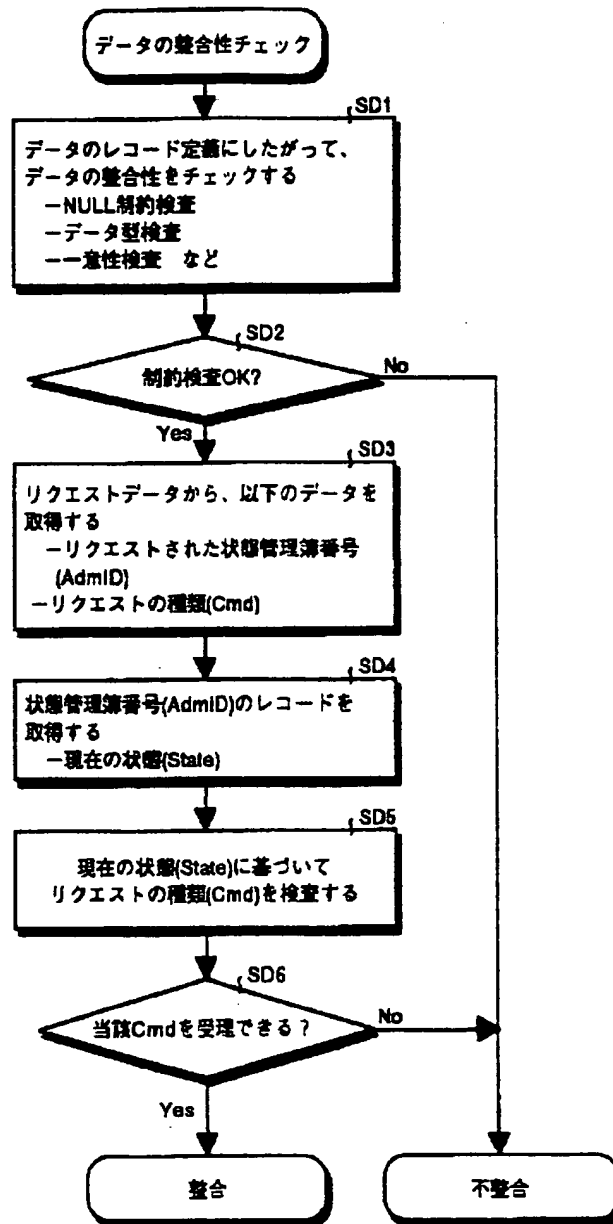 データの整合性チェック
SD1
データのレコード定義にしたがって、
データの整合性をチェックする
—NULL制約検査
—データ型検査
—一意性検査　など
SD2
制約検査OK?
No
Yes
SD3
リクエストデータから、以下のデータを
取得する
—リクエストされた状態管理簿番号
(AdmID)
—リクエストの種類(Cmd)
SD4
状態管理簿番号(AdmID)のレコードを
取得する
—現在の状態(State)
SD5
現在の状態(State)に基づいて
リクエストの種類(Cmd)を検査する
SD6
当該Cmdを受理できる？
No
Yes
整合
不整合